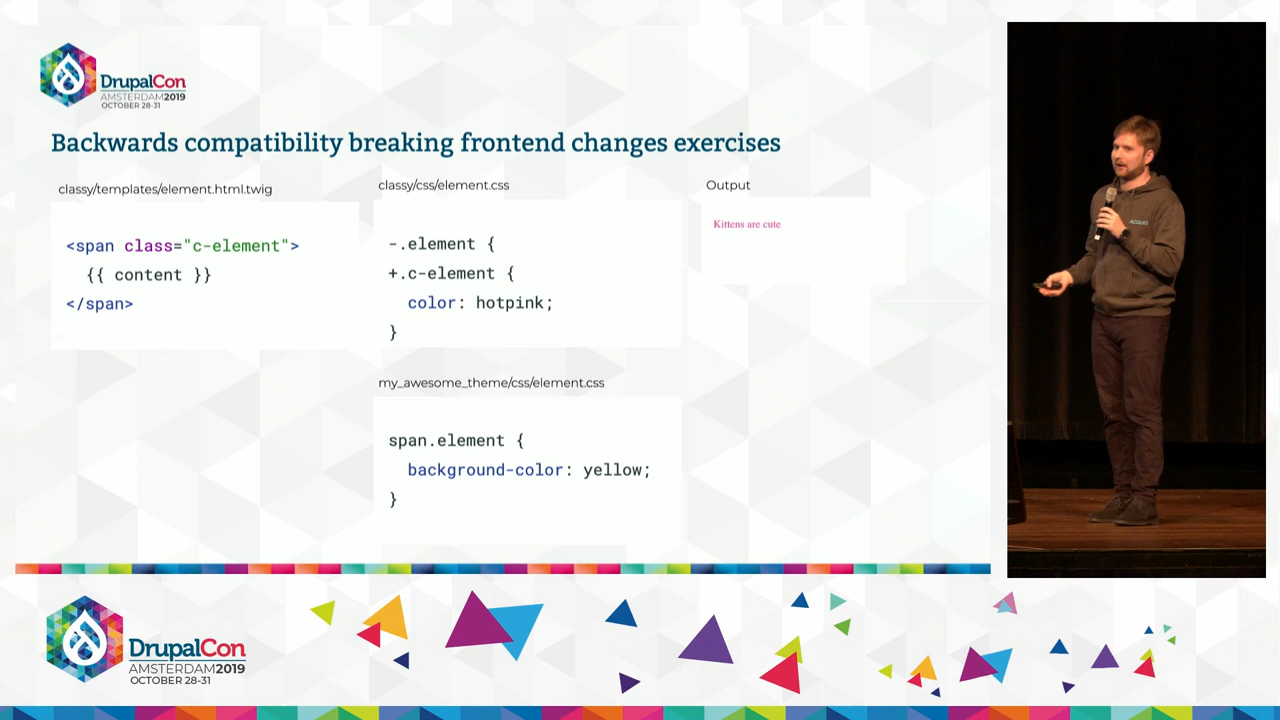 DrupalCon
AMSTERDAM2019
OCTOBER 28-31
Backwards compatibility breaking frontend changes exercises
classy/templates/element.html.twig
<span class="c-element">
{{ content }}
</span>
classy/css/element.css
-.element {
+.c-element {
color: hotpink;
}
my_awesome_theme/css/element.css
span.element {
background-color: yellow;
}
Output
Kittens are cute
ACQUIA
DrupalCon
AMSTERDAM2019
OCTOBER 28-31